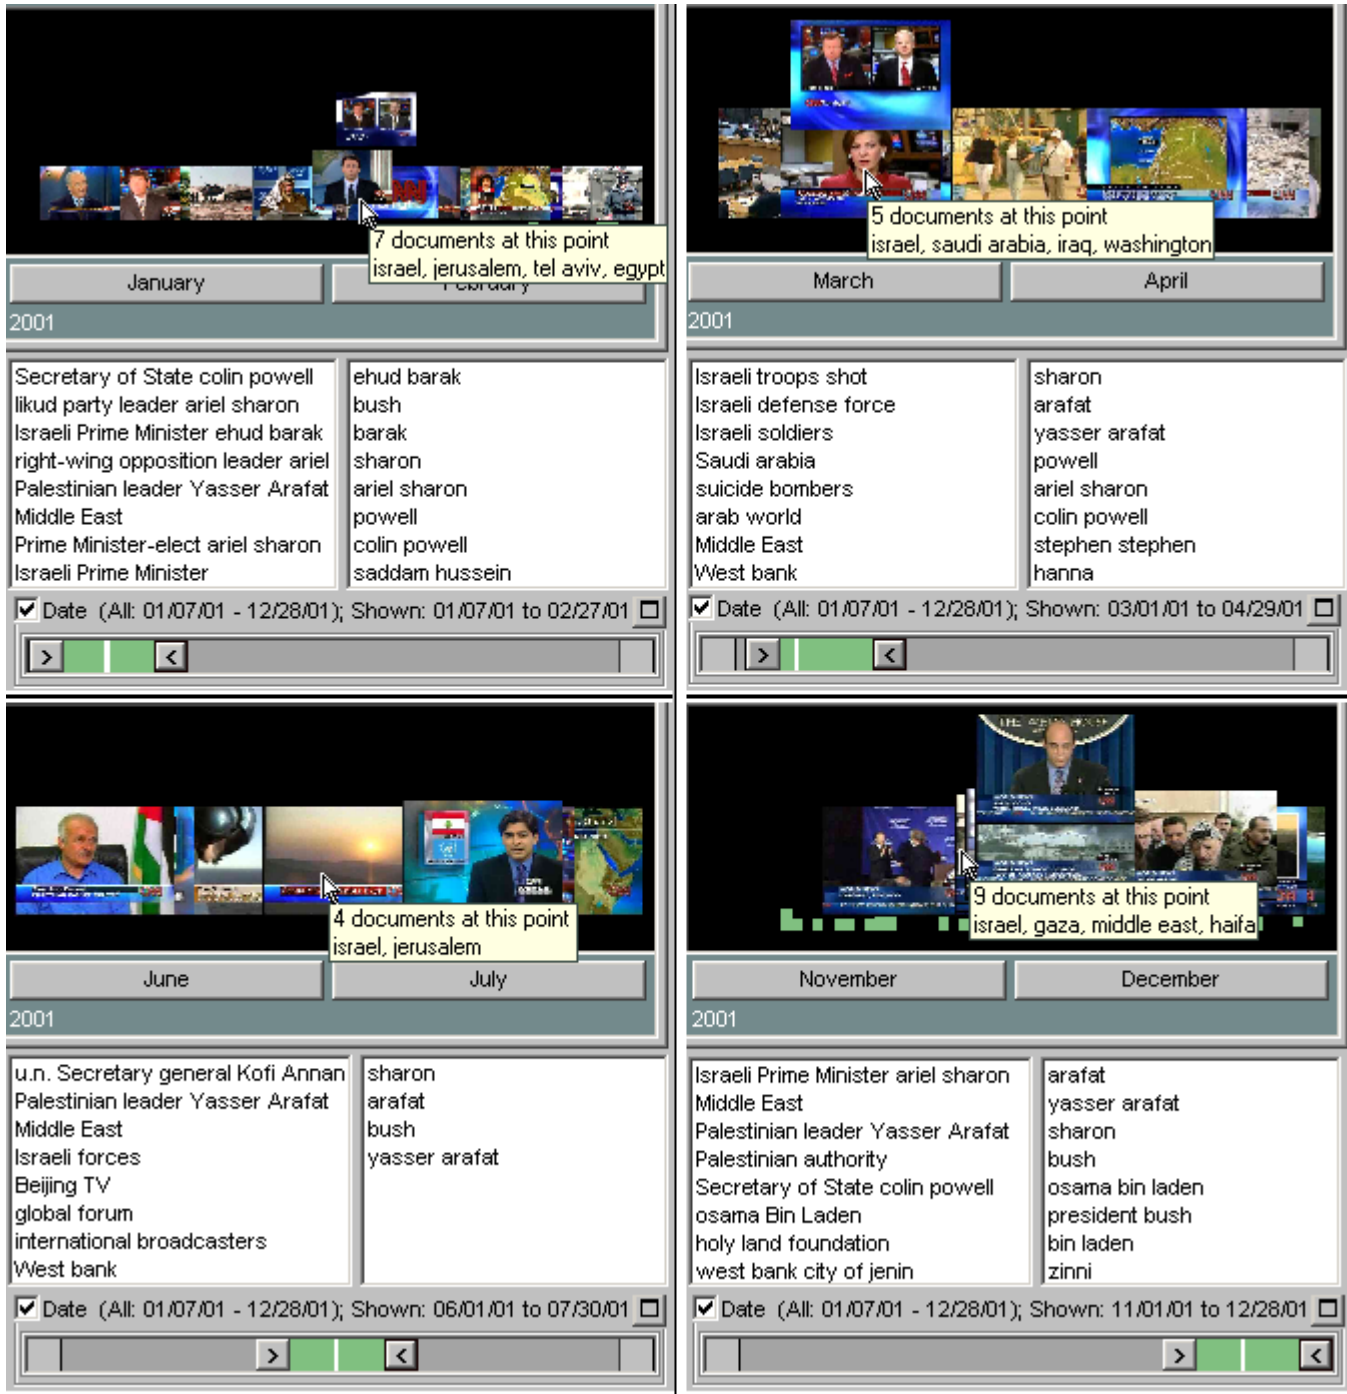 7 documents at this point
israel, jerusalem, tel aviv, egypt
January
February
2001
Secretary of State colin powell
likud party leader ariel sharon
Israeli Prime Minister ehud barak
right-wing opposition leader ariel
Palestinian leader Yasser Arafat
Middle East
Prime Minister-elect ariel sharon
Israeli Prime Minister
ehud barak
bush
barak
sharon
ariel sharon
powell
colin powell
saddam hussein
Date (All: 01/07/01 - 12/28/01); Shown: 01/07/01 to 02/27/01
> <
5 documents at this point
israel, saudi arabia, iraq, washington
March
April
2001
Israeli troops shot
Israeli defense force
Israeli soldiers
Saudi arabia
suicide bombers
arab world
Middle East
West bank
sharon
arafat
yasser arafat
powell
ariel sharon
colin powell
stephen stephen
hanna
Date (All: 01/07/01 - 12/28/01); Shown: 03/01/01 to 04/29/01
> <
4 documents at this point
israel, jerusalem
June
July
2001
u.n. Secretary general Kofi Annan
Palestinian leader Yasser Arafat
Middle East
Israeli forces
Beijing TV
global forum
international broadcasters
West bank
sharon
arafat
bush
yasser arafat
Date (All: 01/07/01 - 12/28/01); Shown: 06/01/01 to 07/30/01
> <
9 documents at this point
israel, gaza, middle east, haifa
November
December
2001
Israeli Prime Minister ariel sharon
Middle East
Palestinian leader Yasser Arafat
Palestinian authority
Secretary of State colin powell
osama Bin Laden
holy land foundation
west bank city of jenin
arafat
yasser arafat
sharon
bush
osama bin laden
president bush
bin laden
zinni
Date (All: 01/07/01 - 12/28/01); Shown: 11/01/01 to 12/28/01
> <